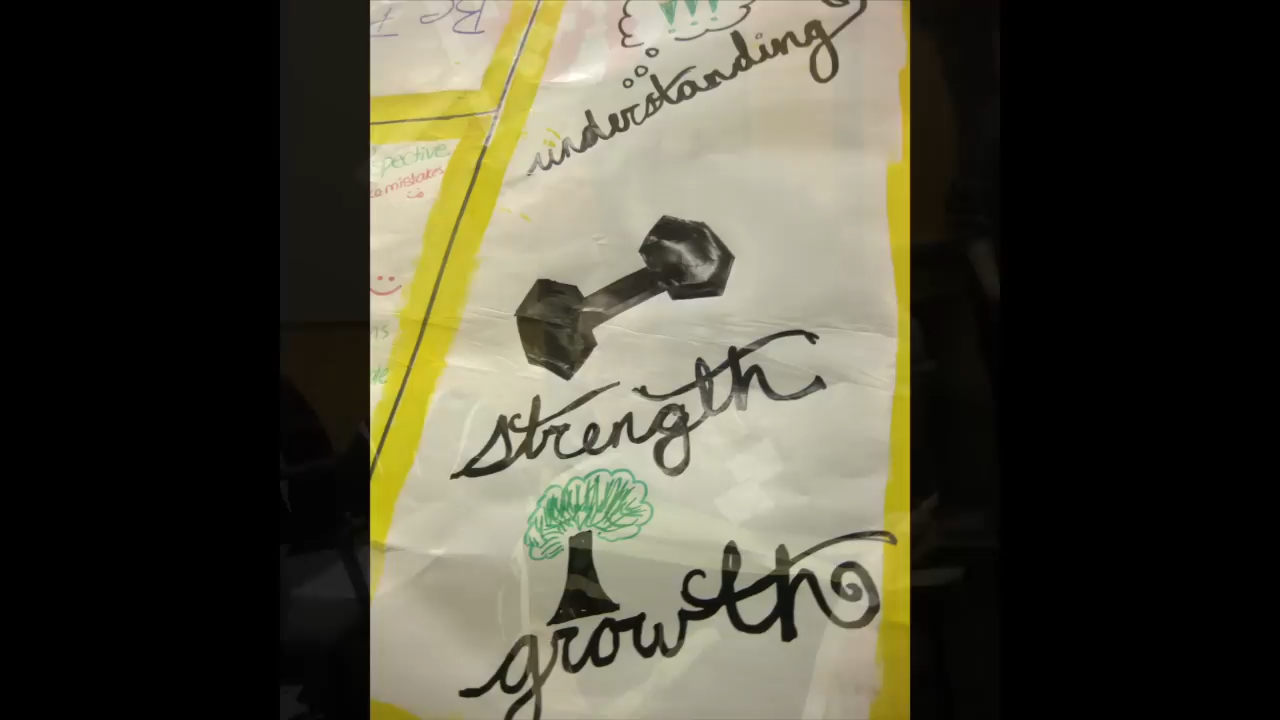 !!!
understanding
spective
mistakes
strength
growth